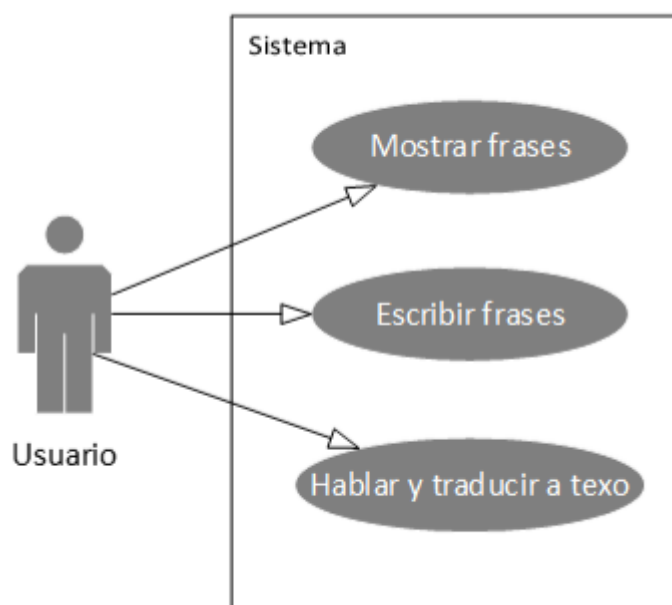 Sistema
Mostrar frases
Escribir frases
Usuario
Hablar y traducir a texo